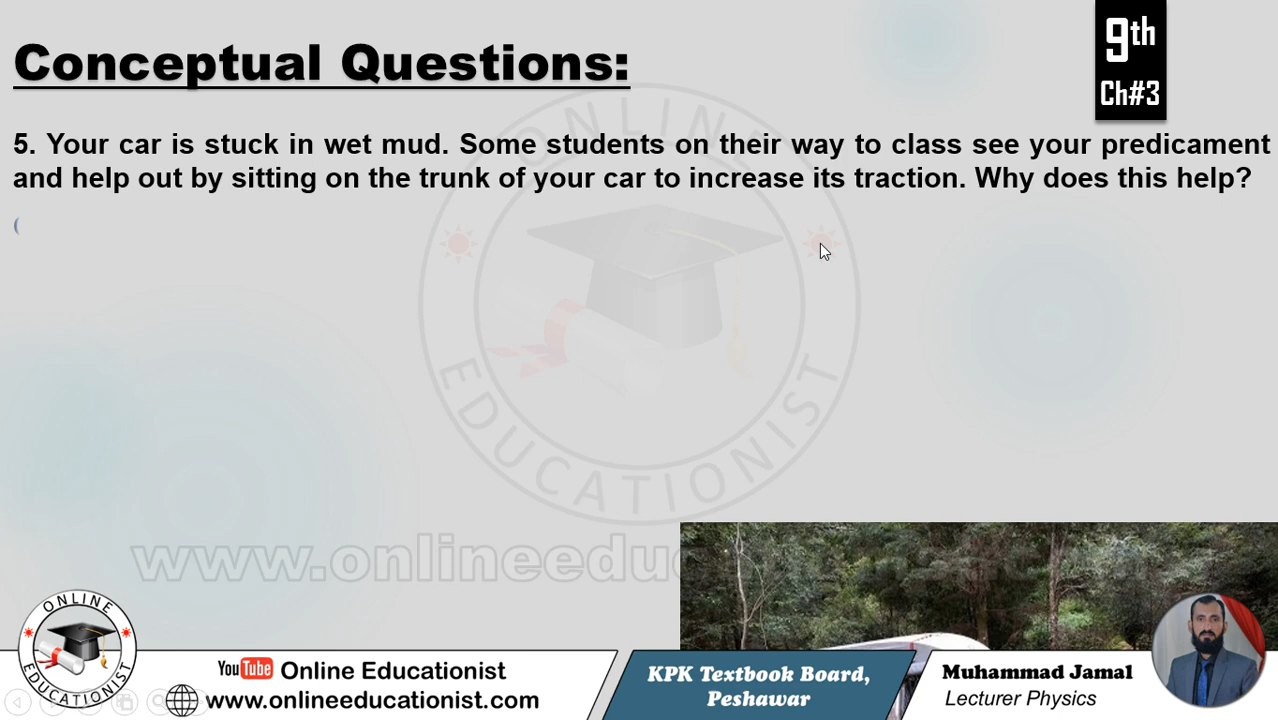 Conceptual Questions:
9th
Ch#3
5. Your car is stuck in wet mud. Some students on their way to class see your predicament
and help out by sitting on the trunk of your car to increase its traction. Why does this help?
(
ONLINE
EDUCATIONIST
www.onlineeduc
ONLINE
EDUCATIONIST
YouTube Online Educationist
www.onlineeducationist.com
KPK Textbook Board,
Peshawar
Muhammad Jamal
Lecturer Physics